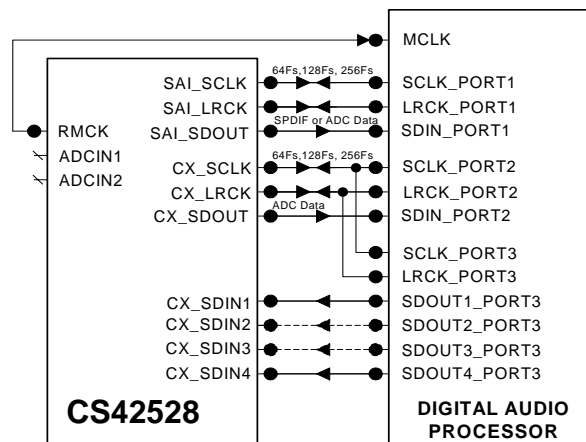 MCLK
64Fs,128Fs, 256Fs
SAI_SCLK
SCLK_PORT1
SAI_LRCK
LRCK_PORT1
SPDIF or ADC Data
RMCK
SAI_SDOUT
SDIN_PORT1
ADCIN1
64Fs,128Fs, 256Fs
CX_SCLK
SCLK_PORT2
ADCIN2
CX_LRCK
LRCK_PORT2
ADC Data
CX_SDOUT
SDIN_PORT2
SCLK_PORT3
LRCK_PORT3
CX_SDIN1
SDOUT1_PORT3
CX_SDIN2
SDOUT2_PORT3
CX_SDIN3
SDOUT3_PORT3
CX_SDIN4
SDOUT4_PORT3
CS42528
DIGITAL AUDIO
PROCESSOR